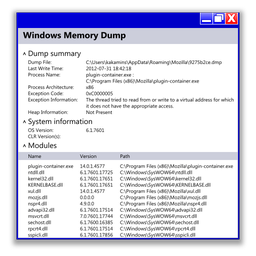 Windows Memory Dump
Dump summary
Dump File: C:\Users\kakamins\AppData\Roaming\Mozilla\f9275b2ce.dmp
Last Write Time: 2012-07-31 18:42:18
Process Name: plugin-container.exe :
C:\Program Files (x86)\Mozilla\plugin-container.exe
Process Architecture: x86
Exception Code: 0xC0000005
Exception Information: The thread tried to read from or write to a virtual address for which
it does not have the appropriate access.
Heap Information: Not Present
System information
OS Version: 6.1.7601
CLR Version(s):
Modules
Name Version Path
plugin-container.exe 14.0.1.4577 C:\Program Files (x86)\Mozilla\plugin-container.exe
ntdll.dll 6.1.7601.17725 C:\Windows\SysWOW64\ntdll.dll
kernel32.dll 6.1.7601.17651 C:\Windows\SysWOW64\kernel32.dll
KERNELBASE.dll 6.1.7601.17651 C:\Windows\SysWOW64\KERNELBASE.dll
xul.dll 14.0.1.4577 C:\Program Files (x86)\Mozilla\xul.dll
mozjs.dll 0.0.0.0 C:\Program Files (x86)\Mozilla\mozjs.dll
nspr4.dll 4.9.0.0 C:\Program Files (x86)\Mozilla\nspr4.dll
advapi32.dll 6.1.7601.17514 C:\Windows\SysWOW64\advapi32.dll
msvcrt.dll 7.0.7601.17744 C:\Windows\SysWOW64\msvcrt.dll
sechost.dll 6.1.7600.16385 C:\Windows\SysWOW64\sechost.dll
rpcrt4.dll 6.1.7601.17514 C:\Windows\SysWOW64\rpcrt4.dll
sspicli.dll 6.1.7601.17856 C:\Windows\SysWOW64\sspicli.dll